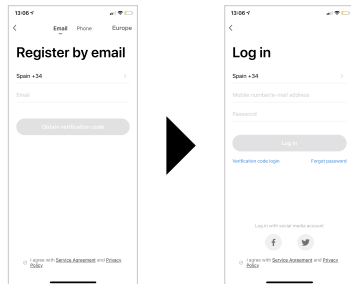 13:06
Email Phone Europe
Register by email
Spain +34
Email
Obtain verification code
I agree with Service Agreement and Privacy
Policy
13:06
Log in
Spain +34
Mobile number/e-mail address
Password
Log in
Verification code login Forgot password
Log in with social media account
I agree with Service Agreement and Privacy
Policy